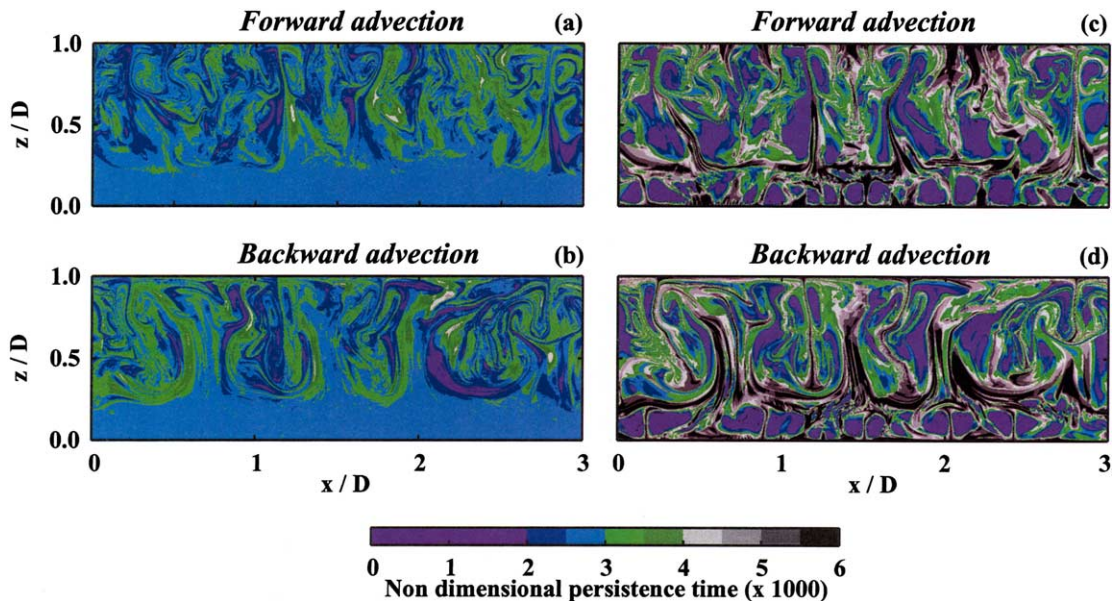 Forward advection (a)
1.0
z / D
0.5
0.0
Forward advection (c)
Backward advection (b)
1.0
z / D
0.5
0.0
0 1 2 3
x / D
Backward advection (d)
0 1 2 3
x / D
0 1 2 3 4 5 6
Non dimensional persistence time (x 1000)